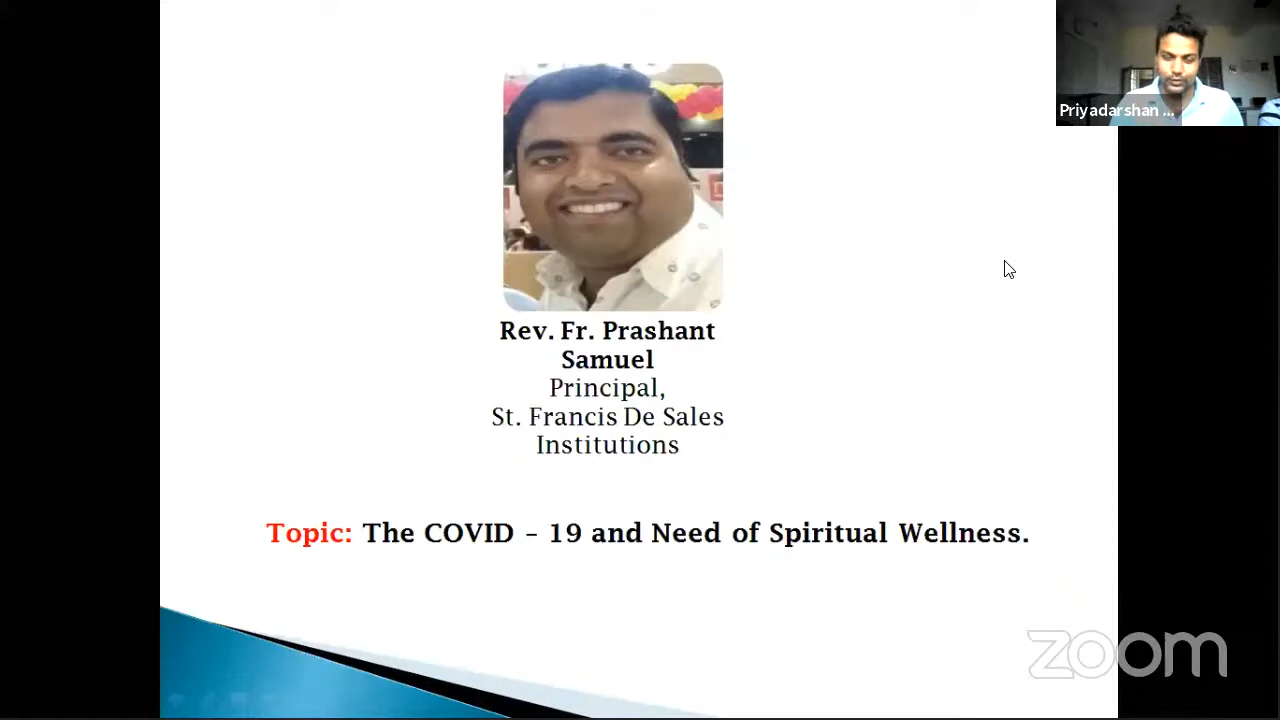 Priyadarshan ...
Rev. Fr. Prashant
Samuel
Principal,
St. Francis De Sales
Institutions
Topic: The COVID – 19 and Need of Spiritual Wellness.
zoom